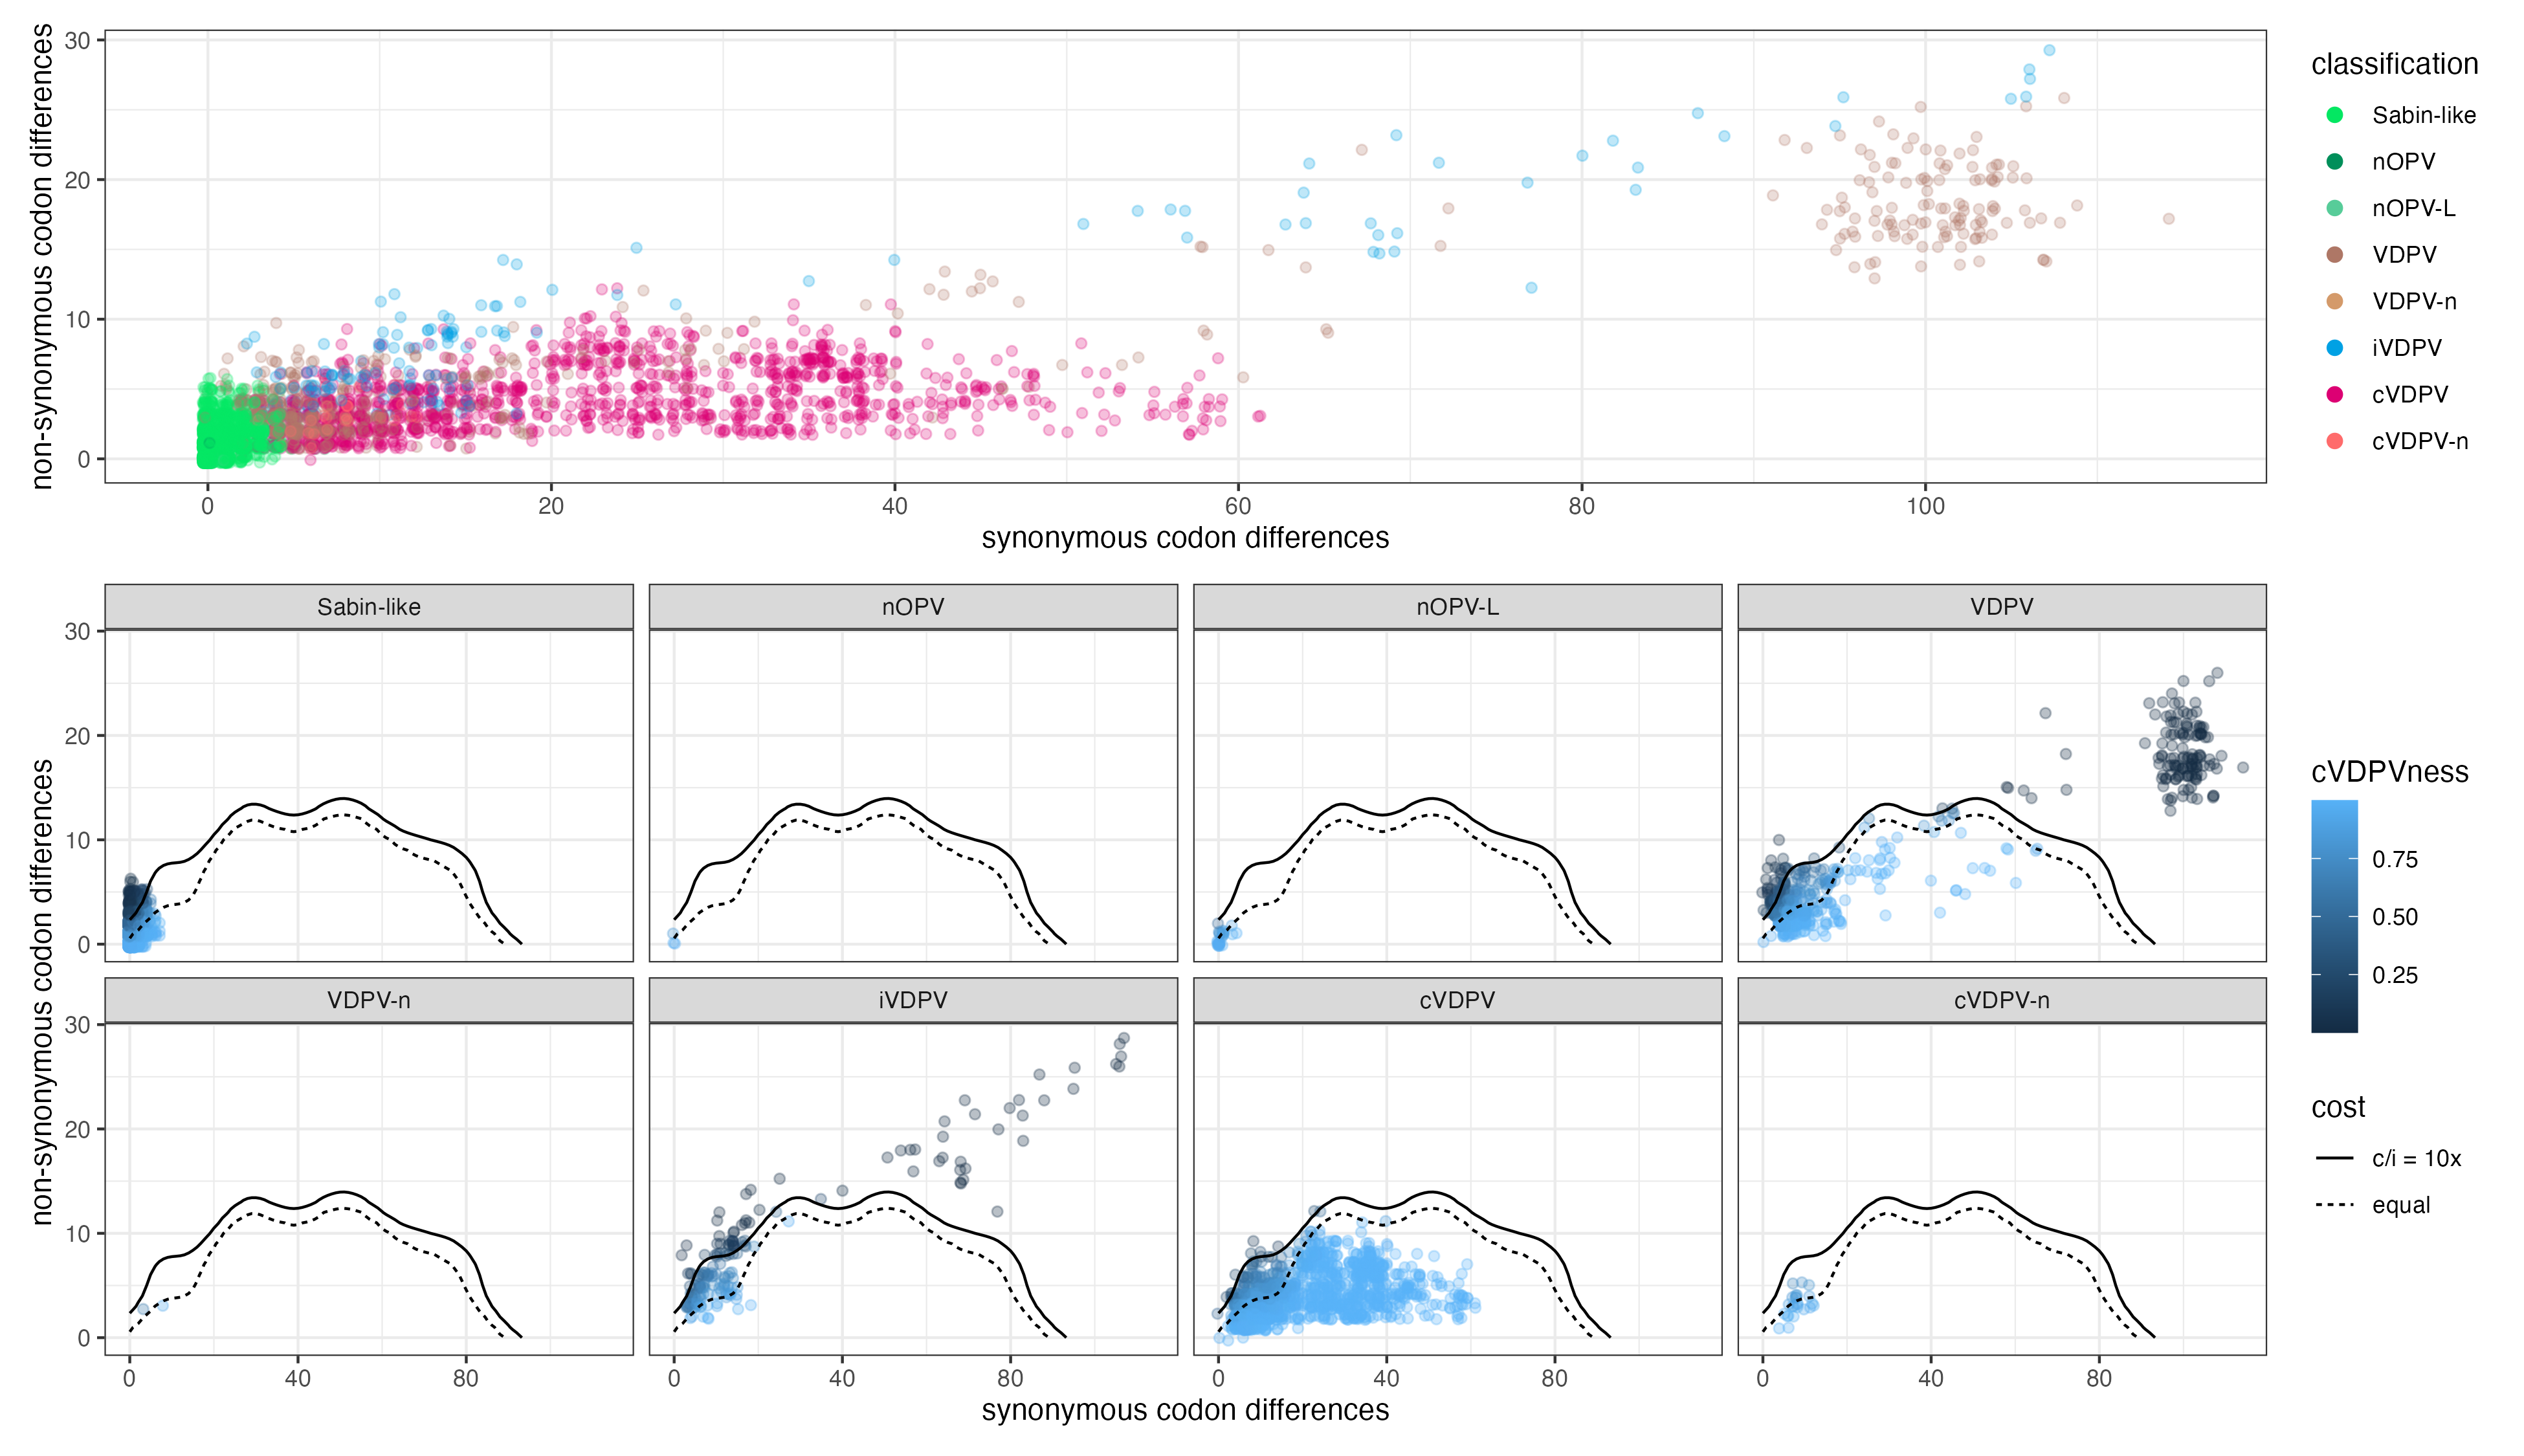 non-synonymous codon differences
30
20
10
0
0 20 40 60 80 100
synonymous codon differences
classification
Sabin-like
nOPV
nOPV-L
VDPV
VDPV-n
iVDPV
cVDPV
cVDPV-n
Sabin-like nOPV nOPV-L VDPV
30
20
10
0
non-synonymous codon differences
VDPV-n iVDPV cVDPV cVDPV-n
30
20
10
0
0 40 80 0 40 80 0 40 80 0 40 80
synonymous codon differences
cVDPVness
0.75
0.50
0.25
cost
c/i = 10x
equal